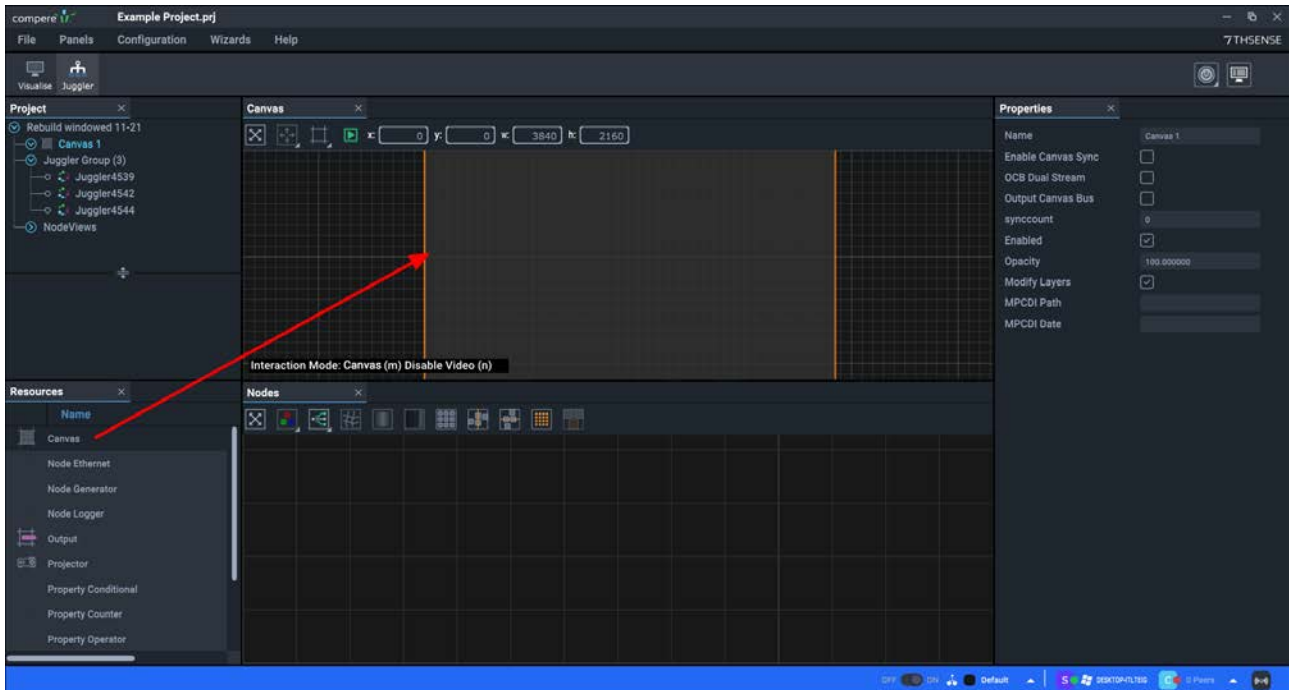 compere Example Project.prj
File Panels Configuration Wizards Help
7THSENSE
Visualise Juggler
Project
Rebuild windowed 11-21
Canvas 1
Juggler Group (3)
Juggler4539
Juggler4542
Juggler4544
NodeViews
Canvas
x: 0 y: 0 w: 3840 h: 2160
Interaction Mode: Canvas (m) Disable Video (n)
Properties
Name Canvas 1
Enable Canvas Sync
OCB Dual Stream
Output Canvas Bus
synccount 0
Enabled
Opacity 100.000000
Modify Layers
MPCDI Path
MPCDI Date
Resources
Name
Canvas
Node Ethernet
Node Generator
Node Logger
Output
Projector
Property Conditional
Property Counter
Property Operator
Nodes
OFF ON Default S C 0 Peers